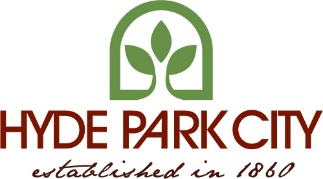 HYDE PARK CITY
established in 1860